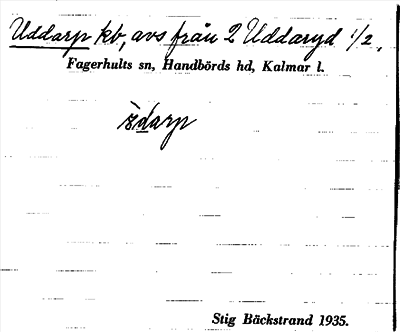 Uddarp kb, avs från 2 Uddaryd 1/2,
Fagerhults sn, Handbörds hd, Kalmar l.
Stig Bäckstrand 1935.